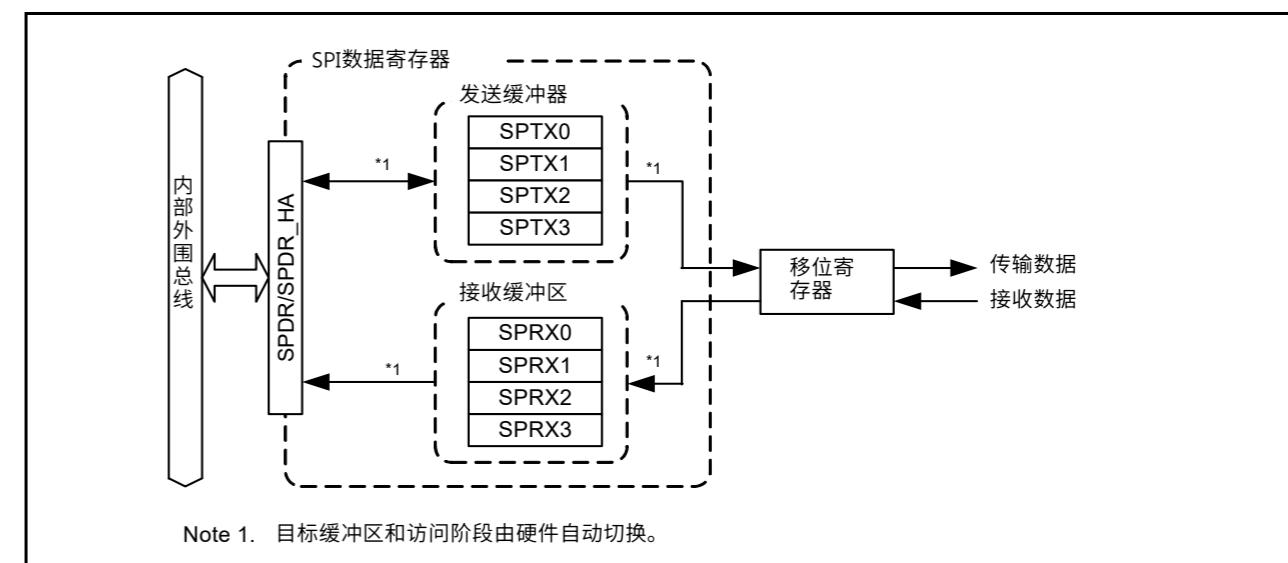 SPI数据寄存器
发送缓冲器
SPTX0
SPTX1
SPTX2
SPTX3
*1
*1
内部外围总线
SPDR/SPDR_HA
移位寄
存器
传输数据
接收数据
接收缓冲区
SPRX0
SPRX1
SPRX2
SPRX3
*1
*1
Note 1. 目标缓冲区和访问阶段由硬件自动切换。